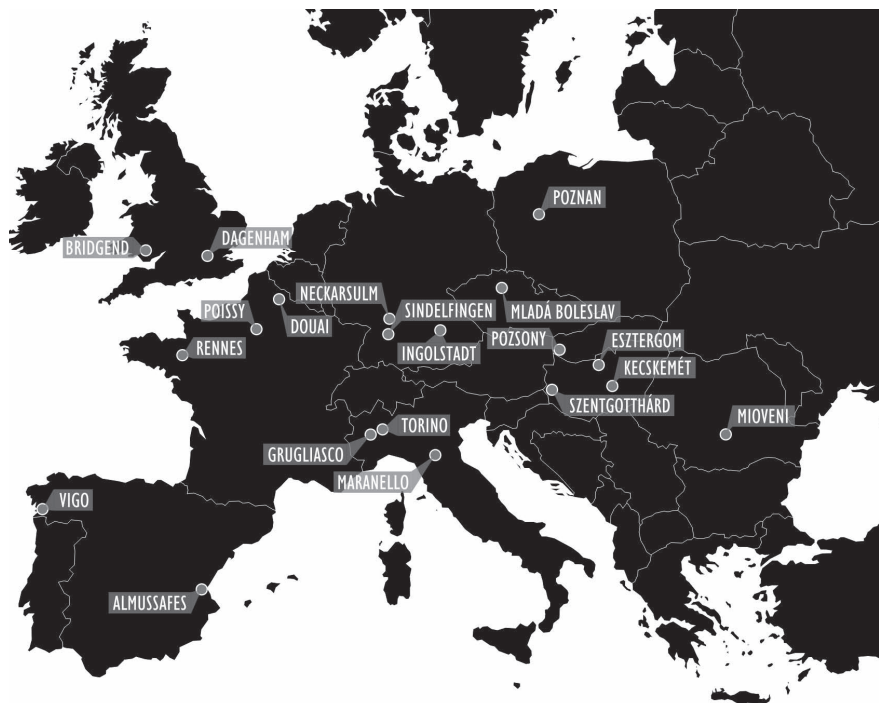 POZNAN
DAGENHAM
BRIDGEND
NECKARSULM
SINDELFINGEN
MLADÁ BOLESLAV
POISSY
DOUAI
INGOLSTADT
POZSONY
ESZTERGOM
RENNES
KECSKEMÉT
SZENTGOTTHÁRD
MIOVENI
TORINO
GRUGLIASCO
MARANELLO
VIGO
ALMUSSAFES